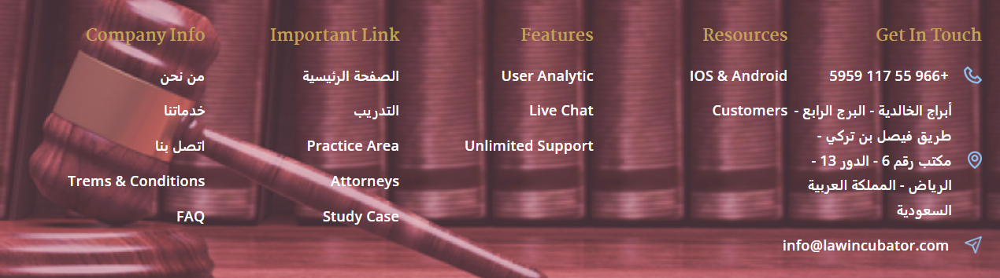 Get In Touch
+966 55 117 5959
أبراج الخالدية - البرج الرابع -
طريق فيصل بن تركي -
مكتب رقم 6 - الدور 13 -
الرياض - المملكة العربية
السعودية
info@lawincubator.com
Resources
IOS & Android
Customers
Features
User Analytic
Live Chat
Unlimited Support
Important Link
الصفحة الرئيسية
التدريب
Practice Area
Attorneys
Study Case
Company Info
من نحن
خدماتنا
اتصل بنا
Trems & Conditions
FAQ